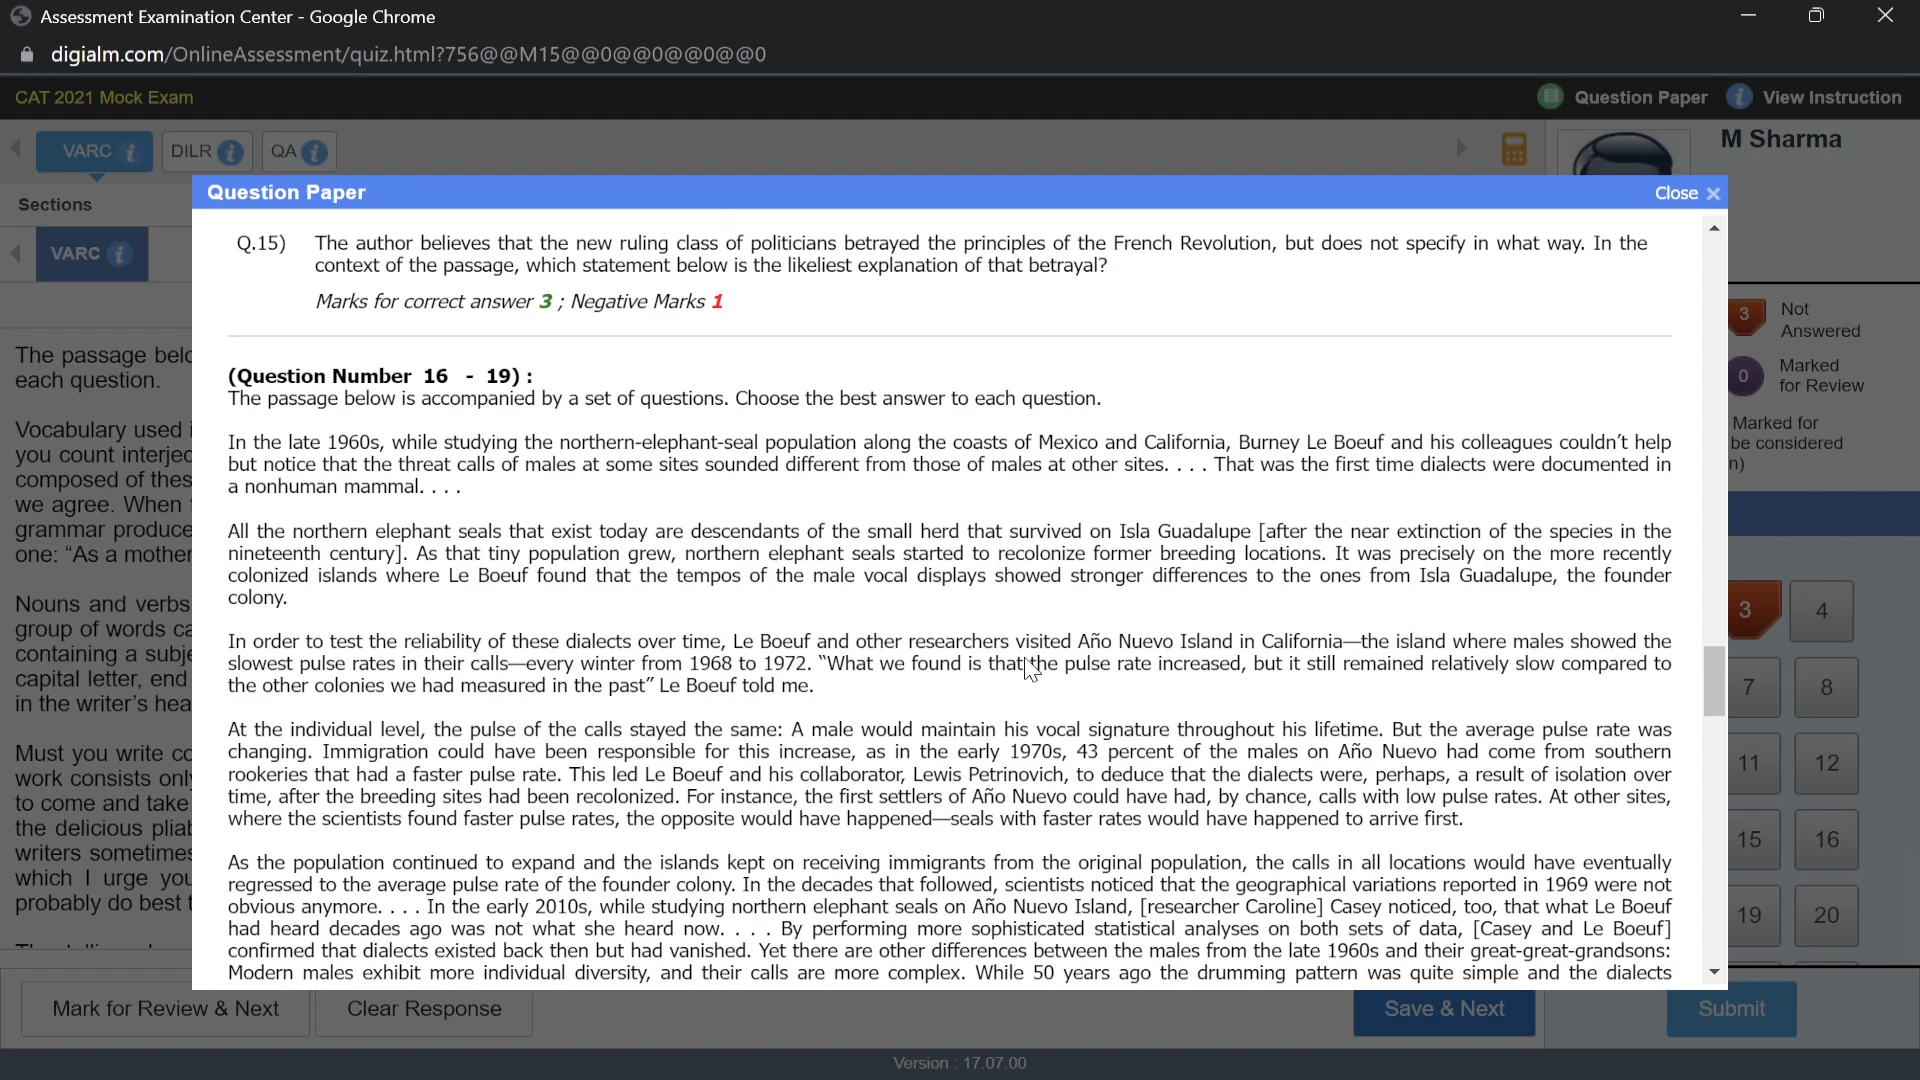 Assessment Examination Center - Google Chrome
digialm.com/OnlineAssessment/quiz.html?756@@M15@@0@@0@@0
CAT 2021 Mock Exam
Question Paper
View Instruction
VARC
DILR
QA
M Sharma
Sections
VARC
Question Paper
Close
Q.15) The author believes that the new ruling class of politicians betrayed the principles of the French Revolution, but does not specify in what way. In the
context of the passage, which statement below is the likeliest explanation of that betrayal?
Marks for correct answer 3 ; Negative Marks 1
(Question Number 16 - 19) :
The passage below is accompanied by a set of questions. Choose the best answer to each question.
In the late 1960s, while studying the northern-elephant-seal population along the coasts of Mexico and California, Burney Le Boeuf and his colleagues couldn’t help
but notice that the threat calls of males at some sites sounded different from those of males at other sites. . . . That was the first time dialects were documented in
a nonhuman mammal. . . .
All the northern elephant seals that exist today are descendants of the small herd that survived on Isla Guadalupe [after the near extinction of the species in the
nineteenth century]. As that tiny population grew, northern elephant seals started to recolonize former breeding locations. It was precisely on the more recently
colonized islands where Le Boeuf found that the tempos of the male vocal displays showed stronger differences to the ones from Isla Guadalupe, the founder
colony.
In order to test the reliability of these dialects over time, Le Boeuf and other researchers visited Año Nuevo Island in California—the island where males showed the
slowest pulse rates in their calls—every winter from 1968 to 1972. “What we found is that the pulse rate increased, but it still remained relatively slow compared to
the other colonies we had measured in the past” Le Boeuf told me.
At the individual level, the pulse of the calls stayed the same: A male would maintain his vocal signature throughout his lifetime. But the average pulse rate was
changing. Immigration could have been responsible for this increase, as in the early 1970s, 43 percent of the males on Año Nuevo had come from southern
rookeries that had a faster pulse rate. This led Le Boeuf and his collaborator, Lewis Petrinovich, to deduce that the dialects were, perhaps, a result of isolation over
time, after the breeding sites had been recolonized. For instance, the first settlers of Año Nuevo could have had, by chance, calls with low pulse rates. At other sites,
where the scientists found faster pulse rates, the opposite would have happened—seals with faster rates would have happened to arrive first.
As the population continued to expand and the islands kept on receiving immigrants from the original population, the calls in all locations would have eventually
regressed to the average pulse rate of the founder colony. In the decades that followed, scientists noticed that the geographical variations reported in 1969 were not
obvious anymore. . . . In the early 2010s, while studying northern elephant seals on Año Nuevo Island, [researcher Caroline] Casey noticed, too, that what Le Boeuf
had heard decades ago was not what she heard now. . . . By performing more sophisticated statistical analyses on both sets of data, [Casey and Le Boeuf]
confirmed that dialects existed back then but had vanished. Yet there are other differences between the males from the late 1960s and their great-great-grandsons:
Modern males exhibit more individual diversity, and their calls are more complex. While 50 years ago the drumming pattern was quite simple and the dialects
The passage belo
each question.
Vocabulary used
you count interjec
composed of thes
we agree. When
grammar produce
one: “As a mother
Nouns and verbs
group of words ca
containing a subje
capital letter, end
in the writer's hea
Must you write co
work consists only
to come and take
the delicious pliab
writers sometimes
which I urge you
probably do best t
3 Not
Answered
0 Marked
for Review
Marked for
be considered
n)
3 4
7 8
11 12
15 16
19 20
Mark for Review & Next
Clear Response
Save & Next
Submit
Version : 17.07.00